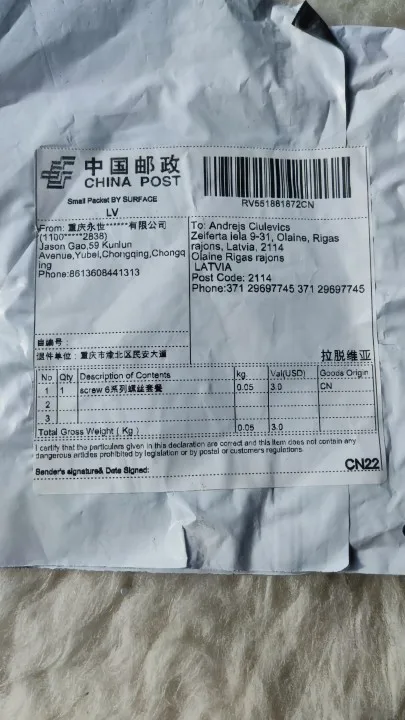 中国邮政
CHINA POST
Small Packet BY SURFACE
LV
RV551881872CN
From: 重庆永世******有限公司
(1100*****2838)
Jason Gao,59 Kunlun
Avenue,Yubei,Chongqing,Chongq
ing
Phone:8613608441313
自编号:
退件单位: 重庆市渝北区民安大道
To: Andrejs Ciulevics
Zeiferta iela 9-31, Olaine, Rigas
rajons, Latvia, 2114
Olaine Rigas rajons
LATVIA
Post Code: 2114
Phone:371 29697745 371 29697745
拉脱维亚
No Qty Description of Contents kg. Val(USD) Goods Origin
1 1 screw 6系列螺丝套餐 0.05 3.0 CN
2
3
Total Gross Weight ( Kg ) 0.05 3.0
I certify that the particulars given in this declaration are correct and this item does not contain any
dangerous articles prohibited by legislation or by postal or customers regulations.
Sender's signature& Date Signed:
CN22